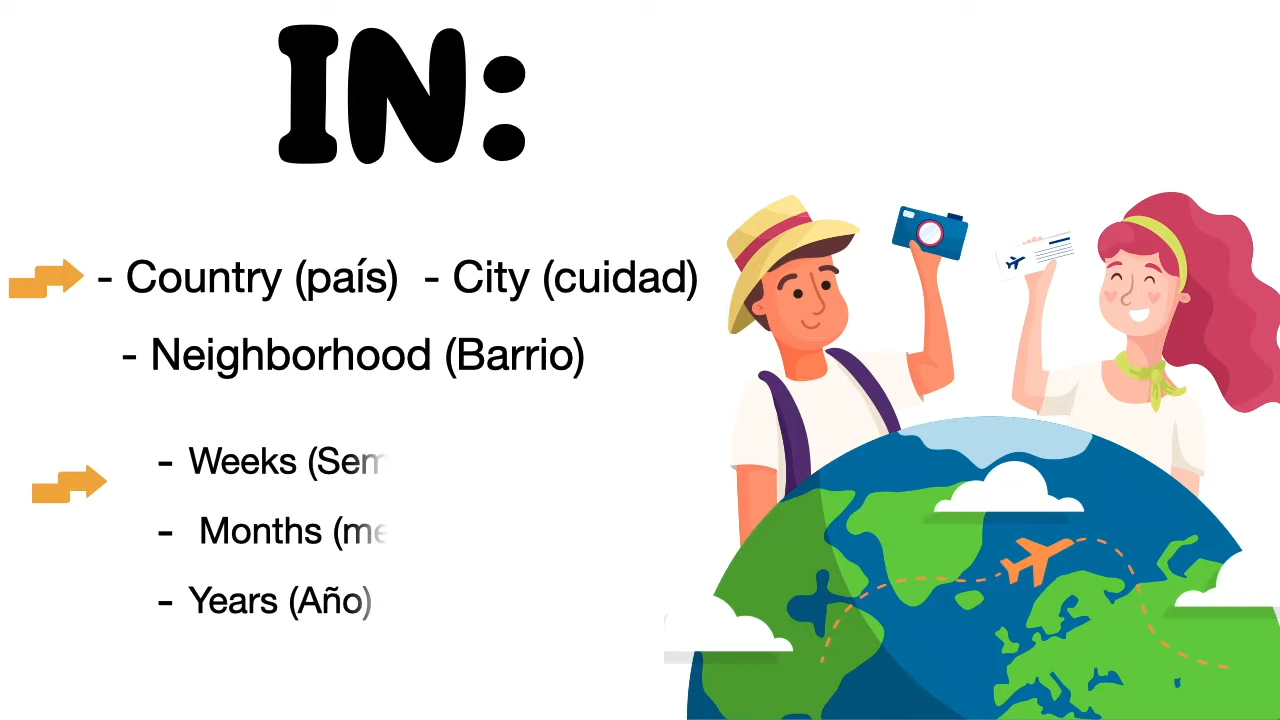 IN:
- Country (país) - City (cuidad)
- Neighborhood (Barrio)
- Weeks
- Months
- Years (Año)